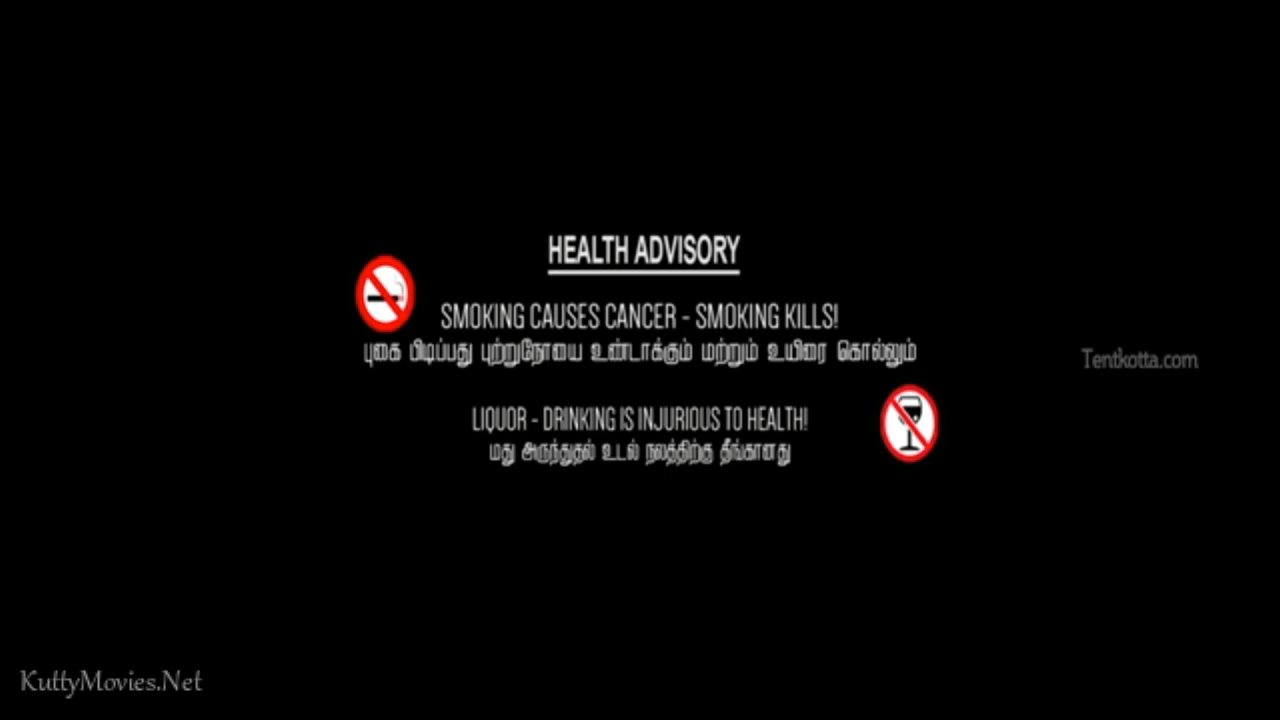 HEALTH ADVISORY
SMOKING CAUSES CANCER - SMOKING KILLS!
புகை பிடிப்பது புற்றுநோயை உண்டாக்கும் மற்றும் உயிரை கொல்லும்
Tentkotta.com
LIQUOR - DRINKING IS INJURIOUS TO HEALTH!
மது அருந்துதல் உடல் நலத்திற்கு தீங்கானது
KuttyMovies.Net